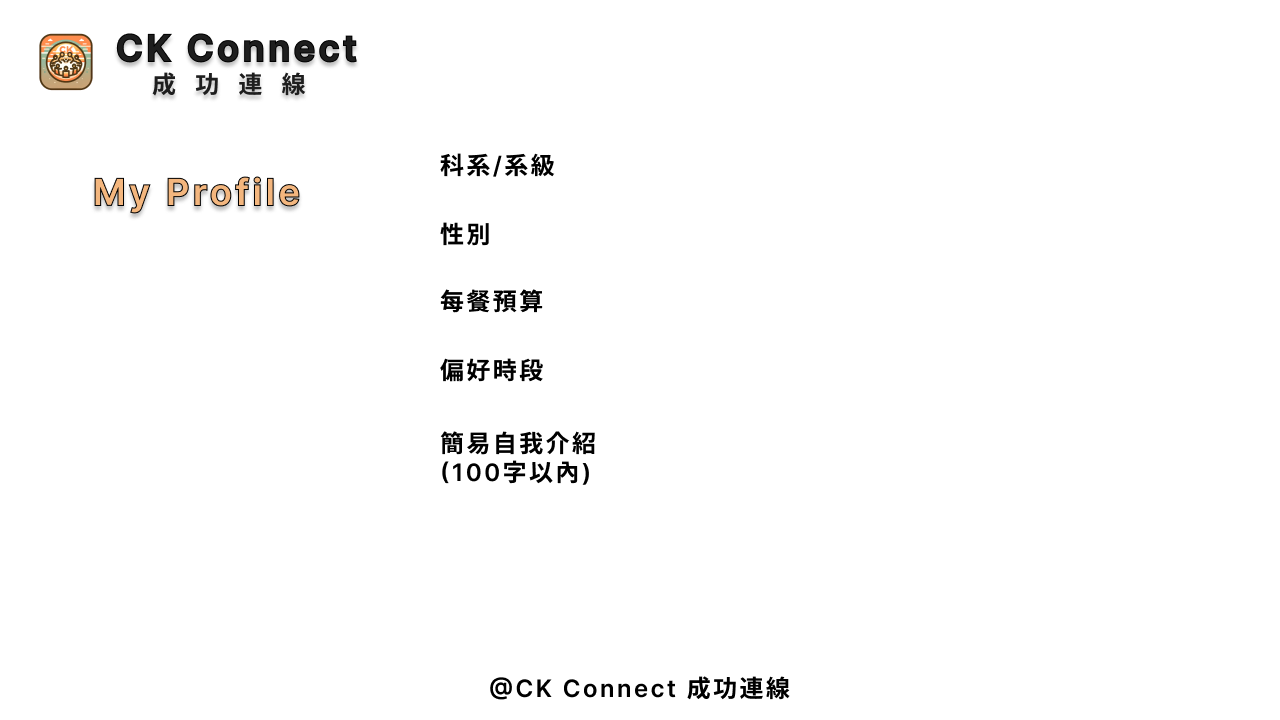 CK Connect
成功連線
My Profile
科系/系級
性別
每餐預算
偏好時段
簡易自我介紹
(100字以內)
@CK Connect 成功連線